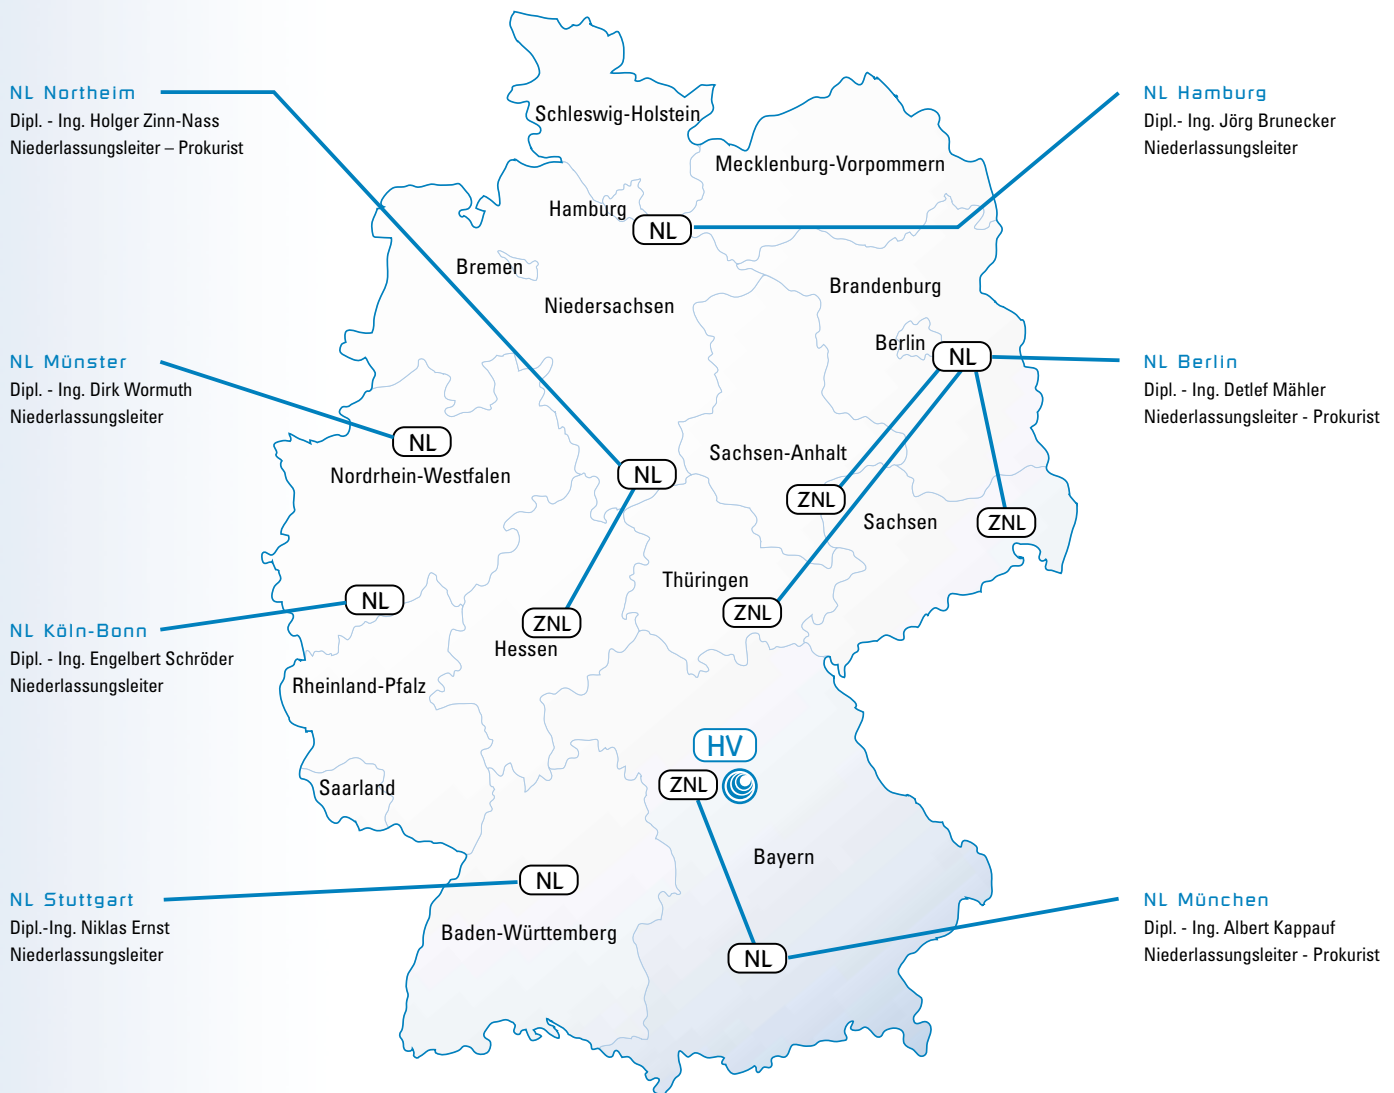 NL Northeim
Dipl. - Ing. Holger Zinn-Nass
Niederlassungsleiter – Prokurist
NL Münster
Dipl. - Ing. Dirk Wormuth
Niederlassungsleiter
NL Köln-Bonn
Dipl. - Ing. Engelbert Schröder
Niederlassungsleiter
NL Stuttgart
Dipl.-Ing. Niklas Ernst
Niederlassungsleiter
Schleswig-Holstein
Mecklenburg-Vorpommern
Hamburg
NL
Bremen
Niedersachsen
Brandenburg
Berlin
NL
NL
Nordrhein-Westfalen
NL
Sachsen-Anhalt
ZNL
Sachsen
ZNL
Thüringen
ZNL
NL
ZNL
Hessen
Rheinland-Pfalz
HV
ZNL
Saarland
Bayern
NL
Baden-Württemberg
NL
NL Hamburg
Dipl.- Ing. Jörg Brunecker
Niederlassungsleiter
NL Berlin
Dipl. - Ing. Detlef Mähler
Niederlassungsleiter - Prokurist
NL München
Dipl. - Ing. Albert Kappauf
Niederlassungsleiter - Prokurist